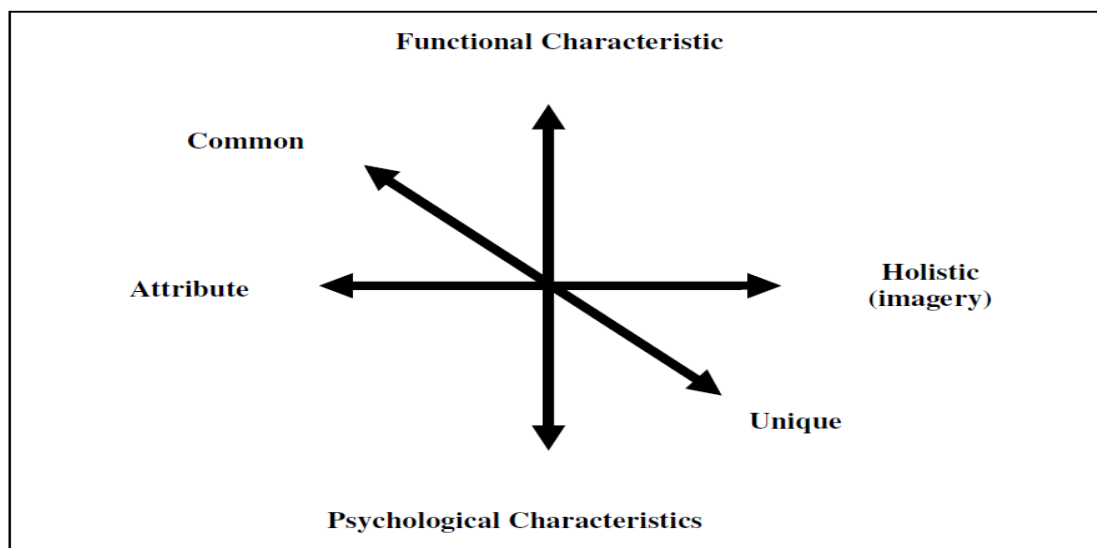 Functional Characteristic
Common
Attribute
Holistic
(imagery)
Unique
Psychological Characteristics